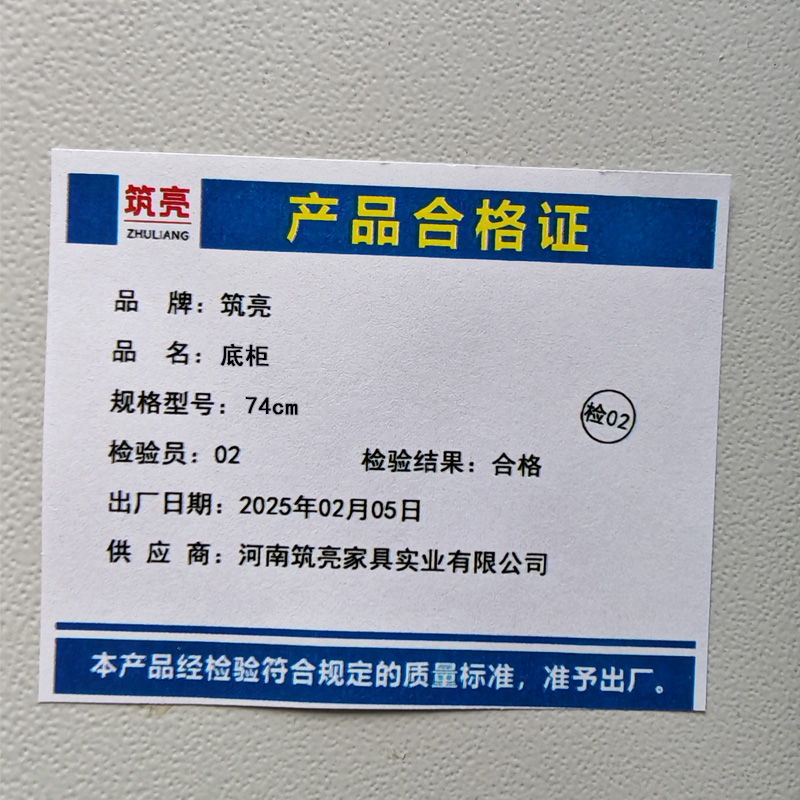 筑亮
ZHULIANG
产品合格证
品 牌：筑亮
品 名：底柜
规格型号：74cm
检02
检验员：02 检验结果：合格
出厂日期：2025年02月05日
供 应 商：河南筑亮家具实业有限公司
本产品经检验符合规定的质量标准，准予出厂。